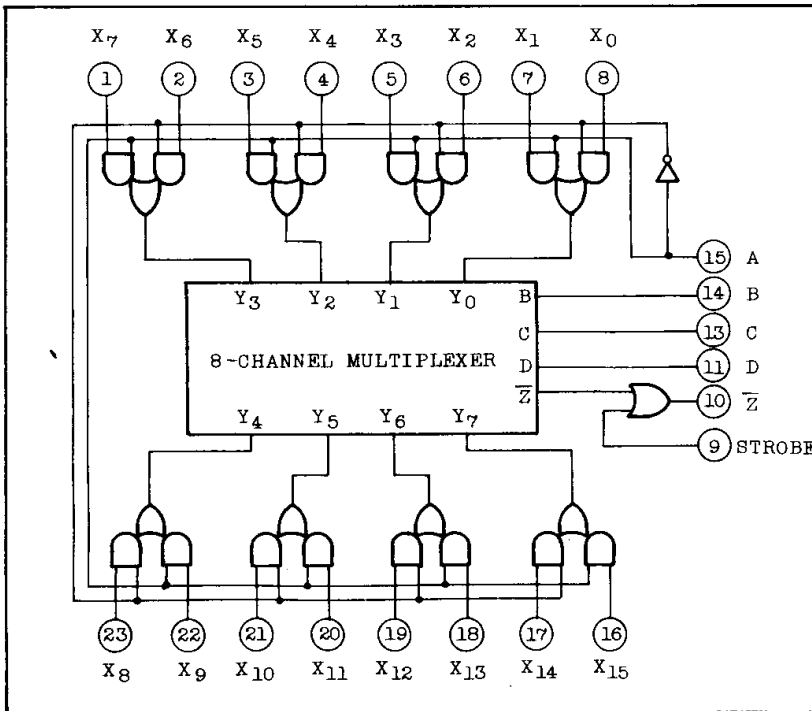 X7 X6 X5 X4 X3 X2 X1 X0
1 2 3 4 5 6 7 8
15 A
Y3 Y2 Y1 Y0 B 14 B
C 13 C
8-CHANNEL MULTIPLEXER D 11 D
Z̅ 10 Z̅
Y4 Y5 Y6 Y7
9 STROBE
23 22 21 20 19 18 17 16
X8 X9 X10 X11 X12 X13 X14 X15